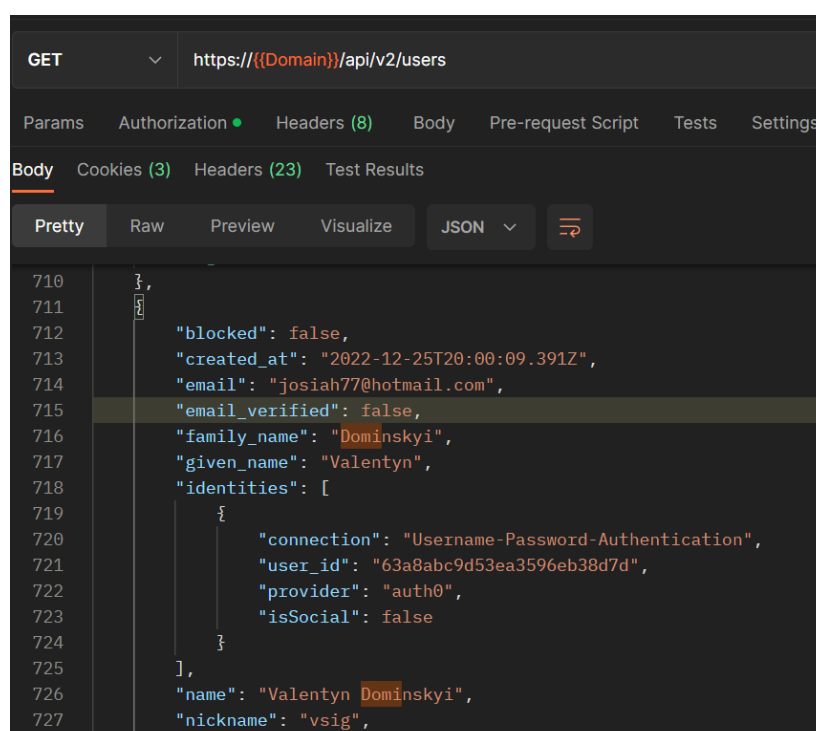 GET https://{{Domain}}/api/v2/users
Params Authorization Headers (8) Body Pre-request Script Tests Settings
Body Cookies (3) Headers (23) Test Results
Pretty Raw Preview Visualize JSON
710 },
711 {
712 "blocked": false,
713 "created_at": "2022-12-25T20:00:09.391Z",
714 "email": "josiah77@hotmail.com",
715 "email_verified": false,
716 "family_name": "Dominskyi",
717 "given_name": "Valentyn",
718 "identities": [
719 {
720 "connection": "Username-Password-Authentication",
721 "user_id": "63a8abc9d53ea3596eb38d7d",
722 "provider": "auth0",
723 "isSocial": false
724 }
725 ],
726 "name": "Valentyn Dominskyi",
727 "nickname": "vsig",